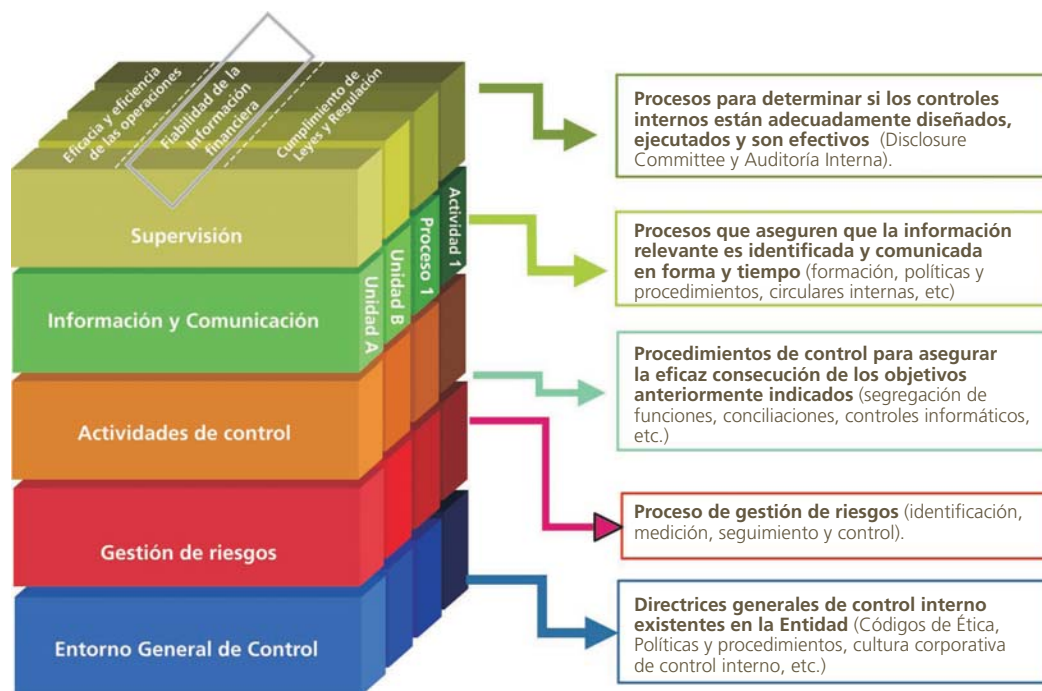 Eficacia y eficiencia
de las operaciones
Fiabilidad de la
Información
financiera
Cumplimiento de
Leyes y Regulación
Supervisión
Información y Comunicación
Actividades de control
Gestión de riesgos
Entorno General de Control
Unidad A
Unidad B
Proceso 1
Actividad 1
Procesos para determinar si los controles
internos están adecuadamente diseñados,
ejecutados y son efectivos (Disclosure
Committee y Auditoría Interna).
Procesos que aseguren que la información
relevante es identificada y comunicada
en forma y tiempo (formación, políticas y
procedimientos, circulares internas, etc)
Procedimientos de control para asegurar
la eficaz consecución de los objetivos
anteriormente indicados (segregación de
funciones, conciliaciones, controles informáticos,
etc.)
Proceso de gestión de riesgos (identificación,
medición, seguimiento y control).
Directrices generales de control interno
existentes en la Entidad (Códigos de Ética,
Políticas y procedimientos, cultura corporativa
de control interno, etc.)